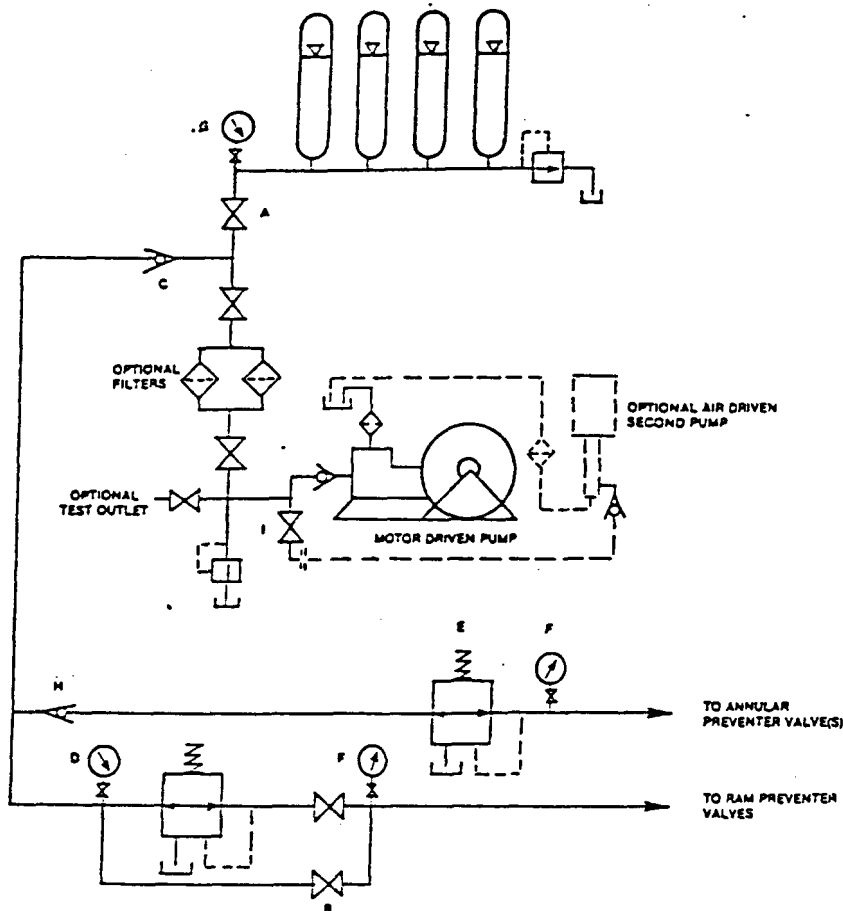 G
A
C
OPTIONAL
FILTERS
OPTIONAL AIR DRIVEN
SECOND PUMP
OPTIONAL
TEST OUTLET
I
MOTOR DRIVEN PUMP
E
F
H
TO ANNULAR
PREVENTER VALVE(S)
D
F
TO RAM PREVENTER
VALVES